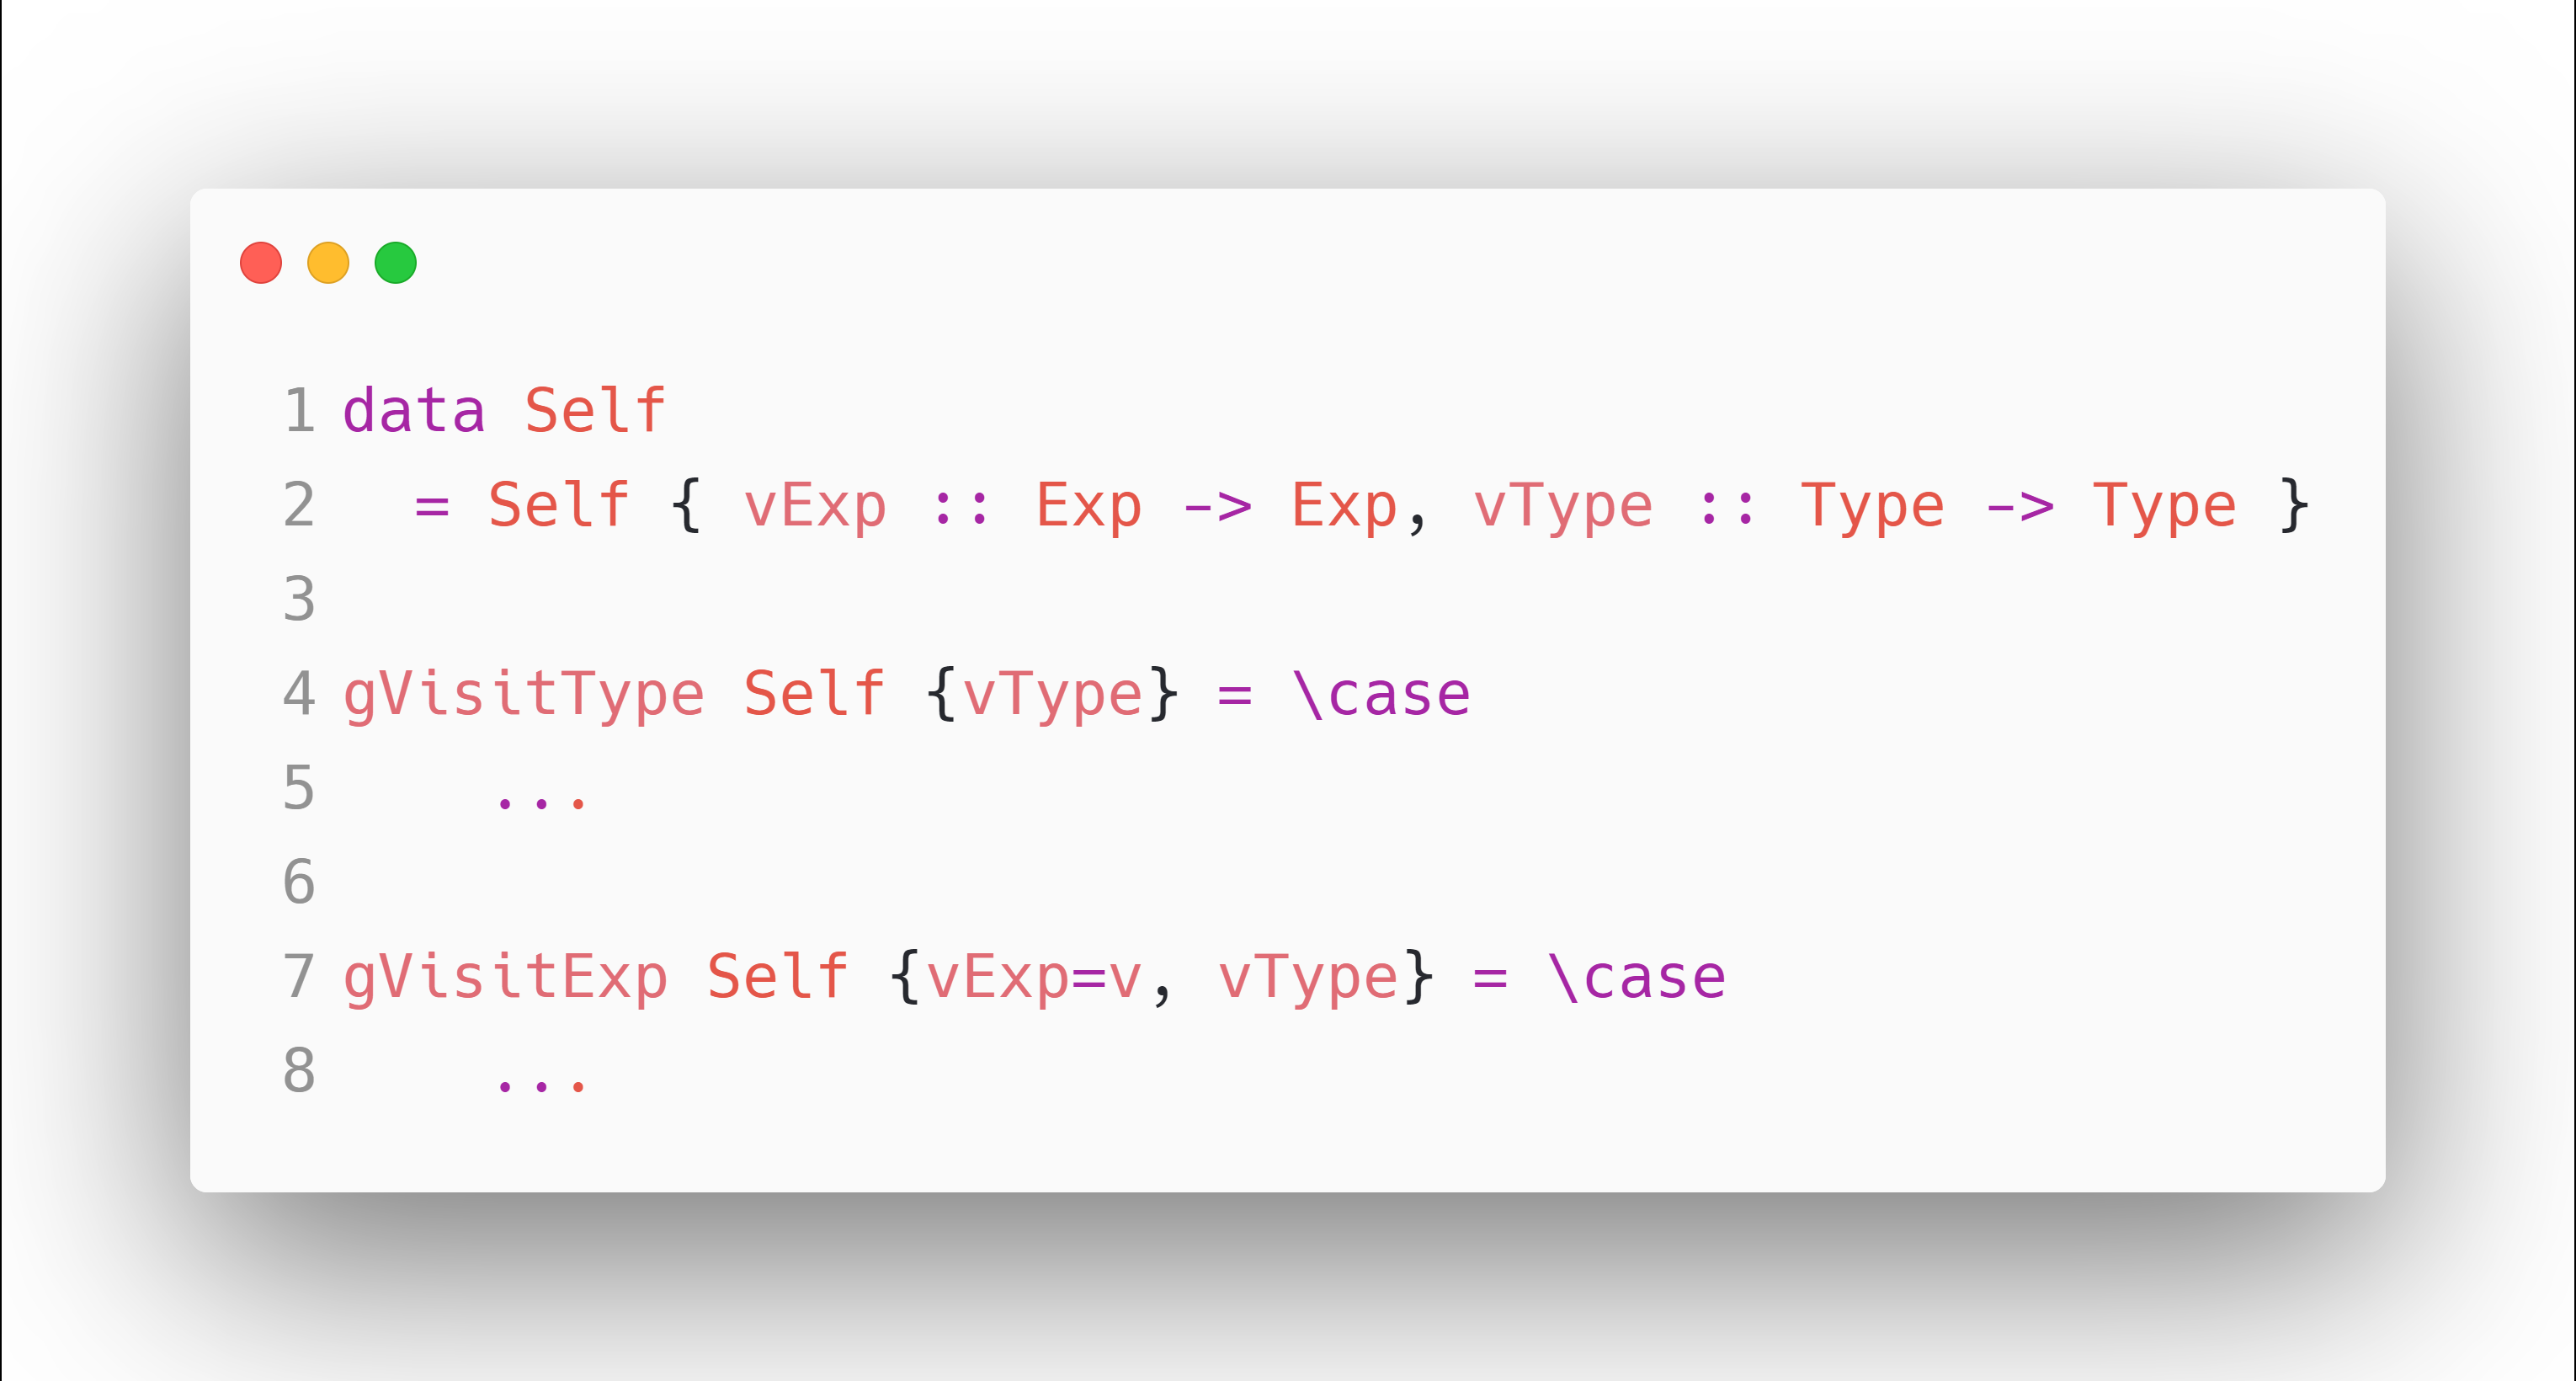 1 data Self
2   = Self { vExp :: Exp -> Exp, vType :: Type -> Type }
3
4 gVisitType Self {vType} = \case
5     ...
6
7 gVisitExp Self {vExp=v, vType} = \case
8     ...